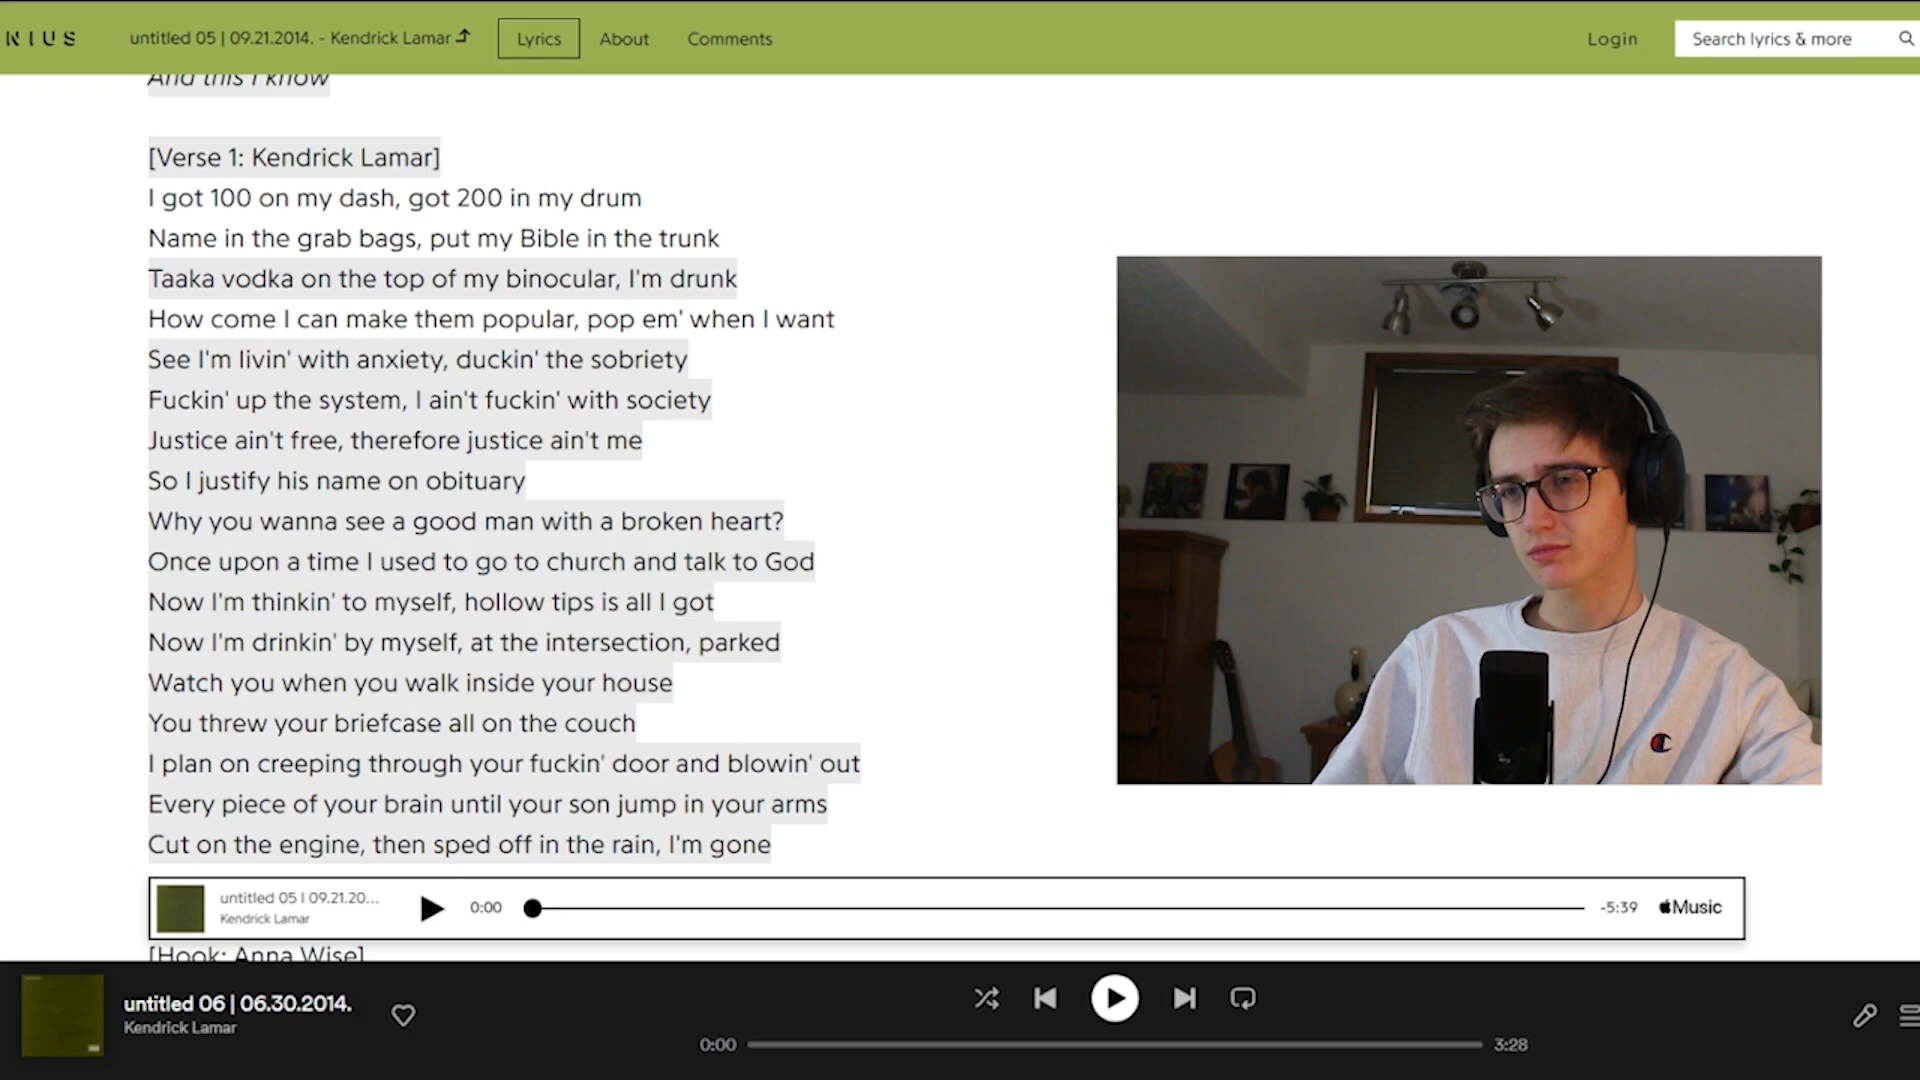 NIUS
untitled 05 | 09.21.2014. - Kendrick Lamar
Lyrics
About
Comments
Login
Search lyrics & more
And this I know
[Verse 1: Kendrick Lamar]
I got 100 on my dash, got 200 in my drum
Name in the grab bags, put my Bible in the trunk
Taaka vodka on the top of my binocular, I'm drunk
How come I can make them popular, pop em' when I want
See I'm livin' with anxiety, duckin' the sobriety
Fuckin' up the system, I ain't fuckin' with society
Justice ain't free, therefore justice ain't me
So I justify his name on obituary
Why you wanna see a good man with a broken heart?
Once upon a time I used to go to church and talk to God
Now I'm thinkin' to myself, hollow tips is all I got
Now I'm drinkin' by myself, at the intersection, parked
Watch you when you walk inside your house
You threw your briefcase all on the couch
I plan on creeping through your fuckin' door and blowin' out
Every piece of your brain until your son jump in your arms
Cut on the engine, then sped off in the rain, I'm gone
untitled 05 | 09.21.20...
Kendrick Lamar
0:00
-5:39
Music
[Hook: Anna Wise]
untitled 06 | 06.30.2014.
Kendrick Lamar
0:00
3:28